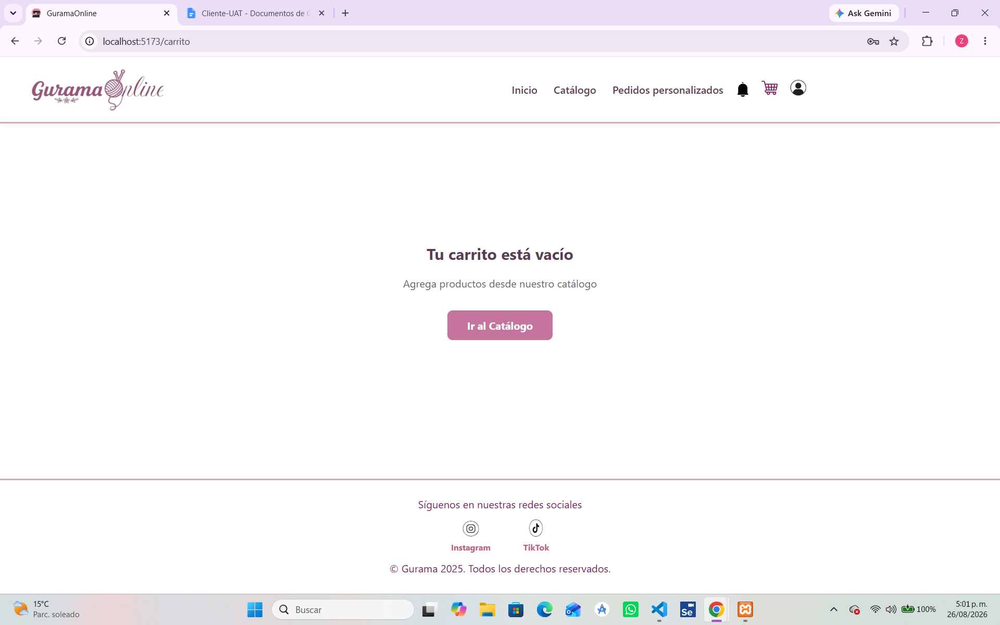 GuramaOnline
Cliente-UAT - Documentos de
Ask Gemini
localhost:5173/carrito
Z
Gurama Online
Inicio
Catálogo
Pedidos personalizados
Tu carrito está vacío
Agrega productos desde nuestro catálogo
Ir al Catálogo
Síguenos en nuestras redes sociales
Instagram
TikTok
© Gurama 2025. Todos los derechos reservados.
15°C
Parc. soleado
Buscar
Se
100%
5:01 p. m.
26/08/2026